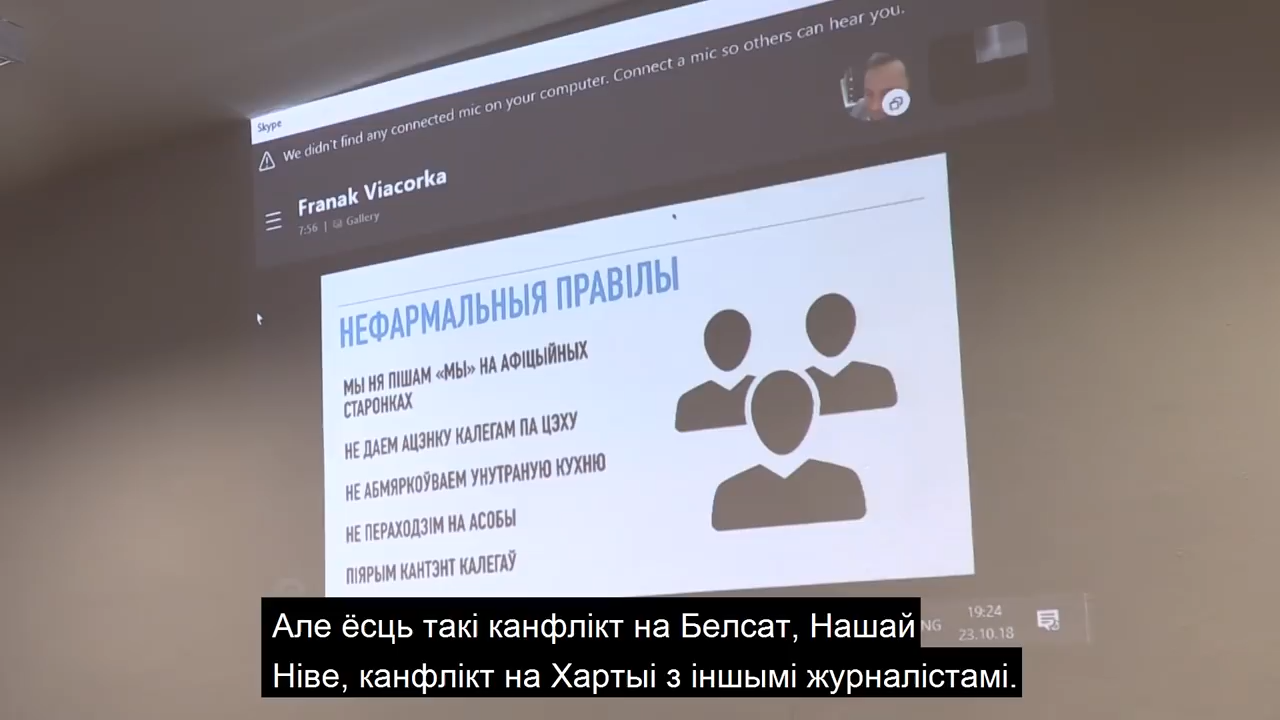 Skype
We didn't find any connected mic on your computer. Connect a mic so others can hear you.
Franak Viacorka
7:56 | Gallery
НЕФАРМАЛЬНЫЯ ПРАВІЛЫ
МЫ НЯ ПІШАМ «МЫ» НА АФІЦЫЙНЫХ
СТАРОНКАХ
НЕ ДАЕМ АЦЭНКУ КАЛЕГАМ ПА ЦЭХУ
НЕ АБМЯРКОЎВАЕМ УНУТРАНУЮ КУХНЮ
НЕ ПЕРАХОДЗІМ НА АСОБЫ
ПІЯРЫМ КАНТЭНТ КАЛЕГАЎ
19:24
23.10.18
Але ёсць такі канфлікт на Белсат, Нашай
Ніве, канфлікт на Хартыі з іншымі журналістамі.